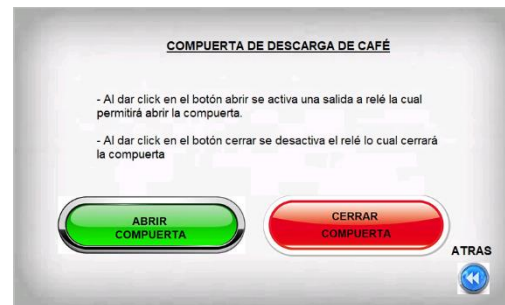 COMPUERTA DE DESCARGA DE CAFÉ
- Al dar click en el botón abrir se activa una salida a relé la cual
permitirá abrir la compuerta.
- Al dar click en el botón cerrar se desactiva el relé lo cual cerrará
la compuerta
ABRIR
COMPUERTA
CERRAR
COMPUERTA
ATRAS